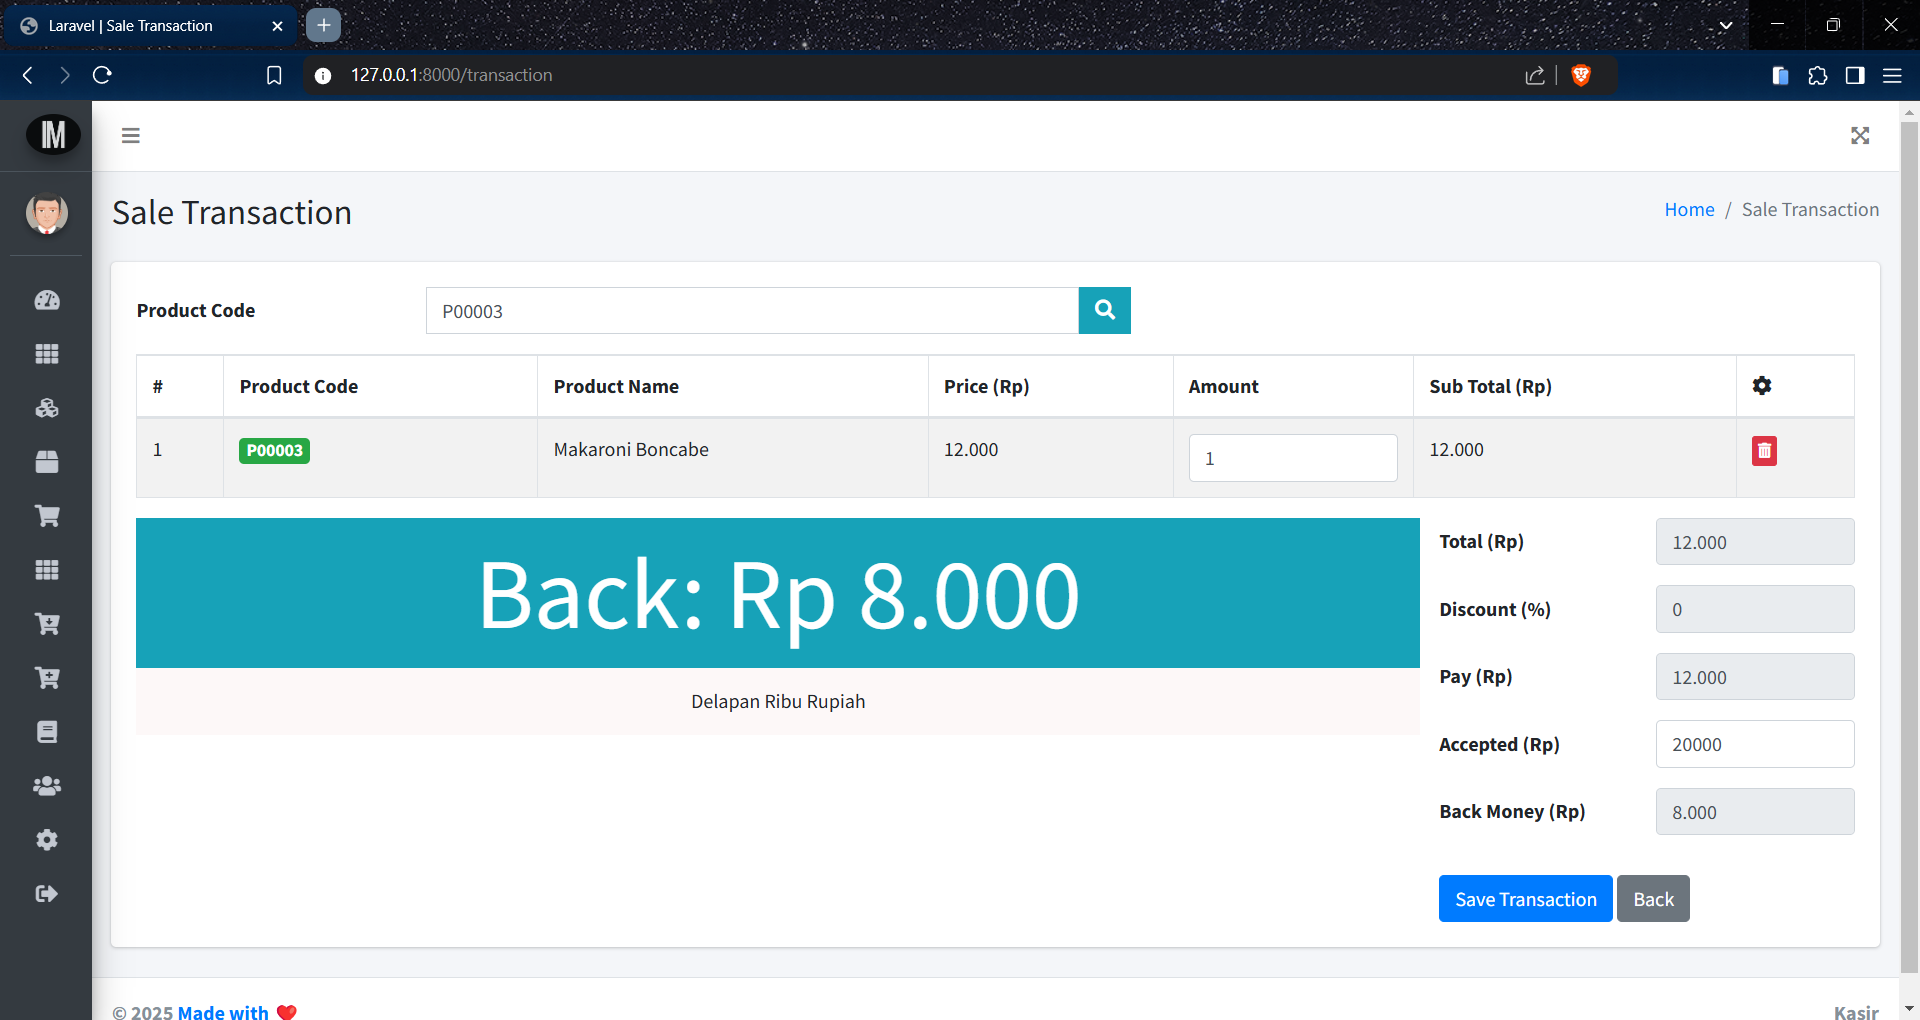 Laravel | Sale Transaction
127.0.0.1:8000/transaction
M
Sale Transaction
Home / Sale Transaction
Product Code P00003
# Product Code Product Name Price (Rp) Amount Sub Total (Rp)
1 P00003 Makaroni Boncabe 12.000 1 12.000
Back: Rp 8.000
Delapan Ribu Rupiah
Total (Rp) 12.000
Discount (%) 0
Pay (Rp) 12.000
Accepted (Rp) 20000
Back Money (Rp) 8.000
Save Transaction Back
© 2025 Made with ❤️
Kasir